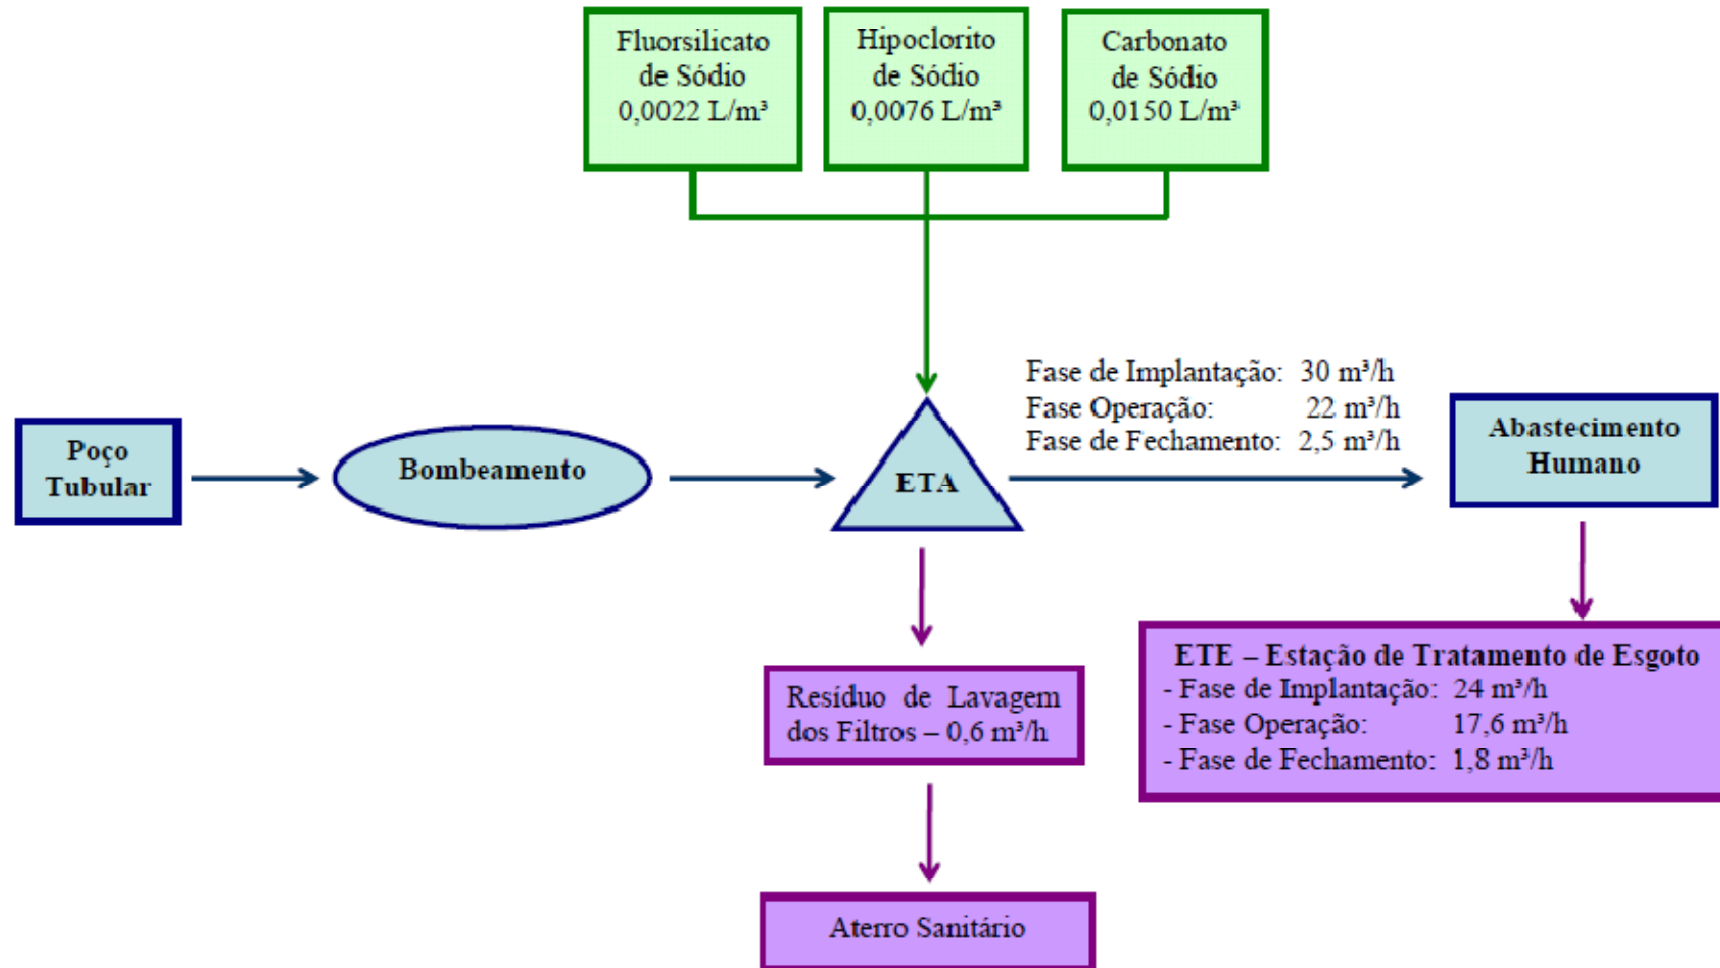 Fluorsilicato
de Sódio
0,0022 L/m³
Hipoclorito
de Sódio
0,0076 L/m³
Carbonato
de Sódio
0,0150 L/m³
Fase de Implantação: 30 m³/h
Fase Operação: 22 m³/h
Fase de Fechamento: 2,5 m³/h
Poço
Tubular
Bombeamento
ETA
Abastecimento
Humano
Resíduo de Lavagem
dos Filtros – 0,6 m³/h
ETE – Estação de Tratamento de Esgoto
- Fase de Implantação: 24 m³/h
- Fase Operação: 17,6 m³/h
- Fase de Fechamento: 1,8 m³/h
Aterro Sanitário